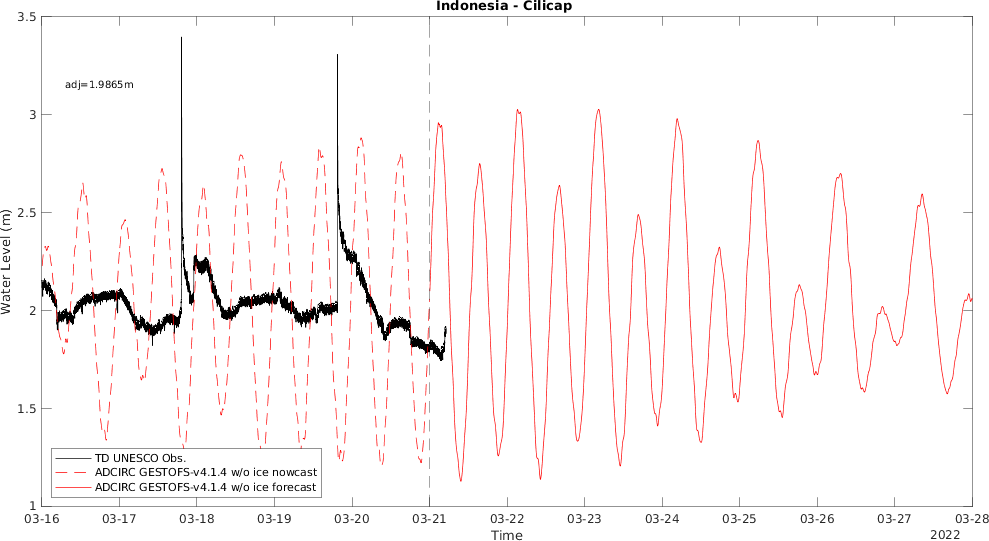 Indonesia - Cilicap
3.5
3
2.5
2
1.5
1
Water Level (m)
adj=1.9865m
TD UNESCO Obs.
ADCIRC GESTOFS-v4.1.4 w/o ice nowcast
ADCIRC GESTOFS-v4.1.4 w/o ice forecast
03-16 03-17 03-18 03-19 03-20 03-21 03-22 03-23 03-24 03-25 03-26 03-27 03-28
Time
2022